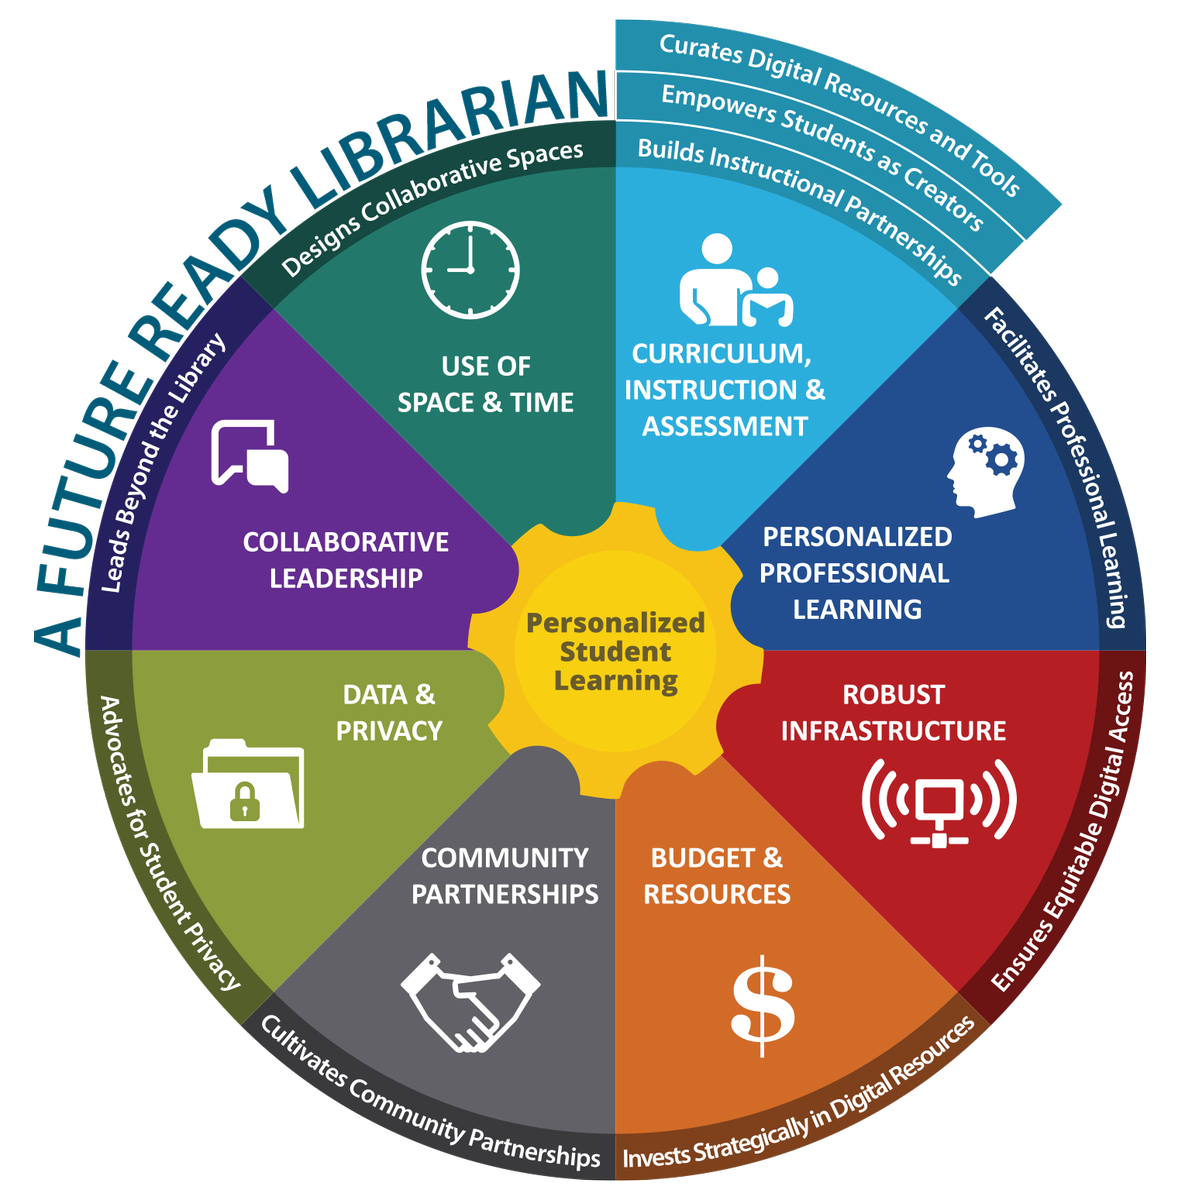 A FUTURE READY LIBRARIAN
Curates Digital Resources and Tools
Empowers Students as Creators
Builds Instructional Partnerships
CURRICULUM,
INSTRUCTION &
ASSESSMENT
Facilitates Professional Learning
PERSONALIZED
PROFESSIONAL
LEARNING
Ensures Equitable Digital Access
ROBUST
INFRASTRUCTURE
Invests Strategically in Digital Resources
BUDGET &
RESOURCES
$
Cultivates Community Partnerships
COMMUNITY
PARTNERSHIPS
Advocates for Student Privacy
DATA &
PRIVACY
Leads Beyond the Library
COLLABORATIVE
LEADERSHIP
Designs Collaborative Spaces
USE OF
SPACE & TIME
Personalized
Student
Learning